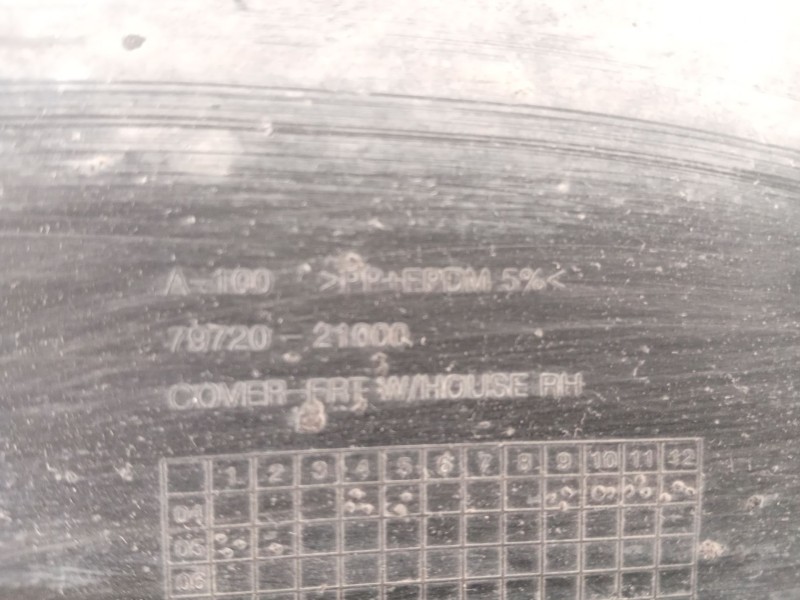 A-100 >PP+EPDM 5%<
79720 - 21000
COVER-FRT W/HOUSE RH
1 2 3 4 5 6 7 8 9 10 11 12
04
05
06